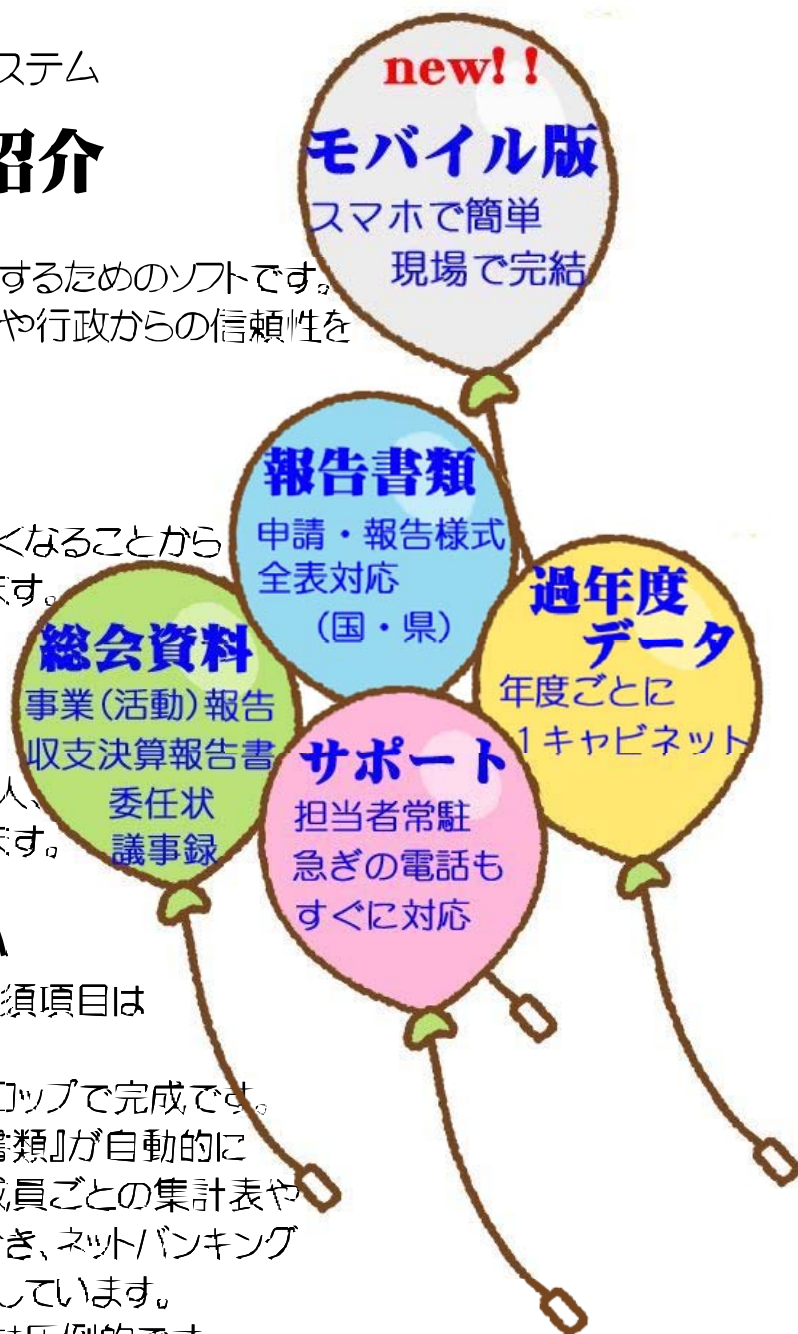 ステム
紹介
するためのソフトです。
や行政からの信頼性を
くなることから
ます。
人、
ます。
須項目は
ロップで完成です。
書類』が自動的に
成員ごとの集計表や
でき、ネットバンキング
しています。
は圧倒的です
new!!
モバイル版
スマホで簡単
現場で完結
報告書類
申請・報告様式
全表対応
（国・県）
過年度
データ
年度ごとに
1キャビネット
総会資料
事業（活動）報告
収支決算報告書
委任状
議事録
サポート
担当者常駐
急ぎの電話も
すぐに対応